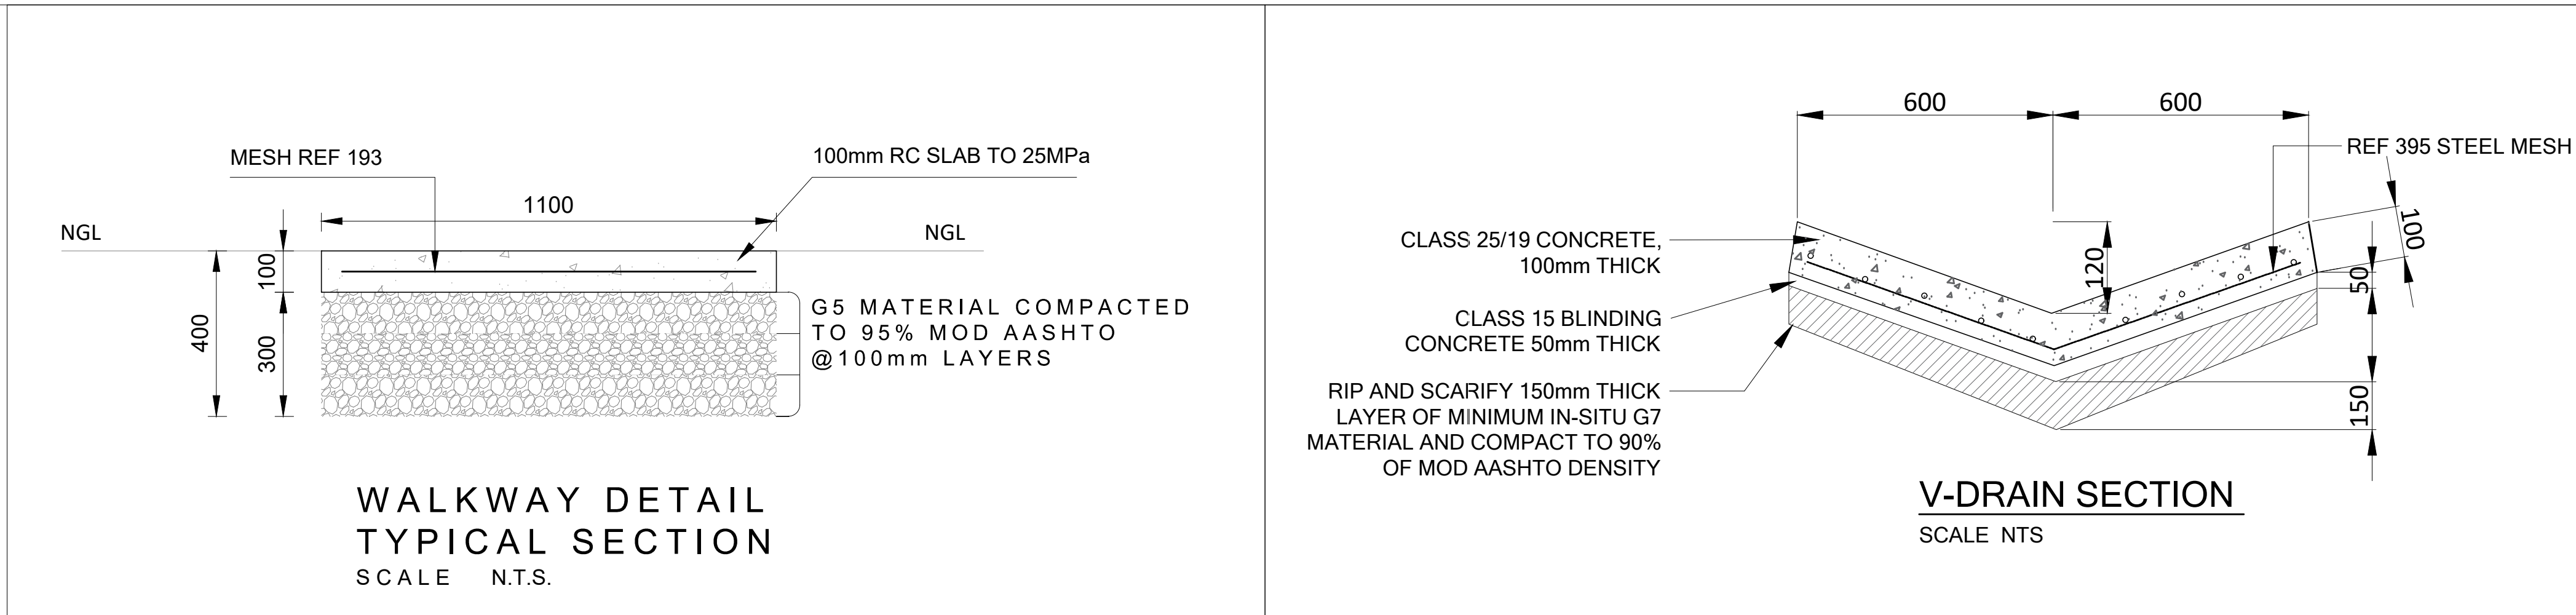 MESH REF 193
100mm RC SLAB TO 25MPa
1100
NGL
NGL
100
400
300
G5 MATERIAL COMPACTED
TO 95% MOD AASHTO
@100mm LAYERS
WALKWAY DETAIL
TYPICAL SECTION
SCALE N.T.S.
600
600
REF 395 STEEL MESH
100
CLASS 25/19 CONCRETE,
100mm THICK
120
50
CLASS 15 BLINDING
CONCRETE 50mm THICK
RIP AND SCARIFY 150mm THICK
LAYER OF MINIMUM IN-SITU G7
MATERIAL AND COMPACT TO 90%
OF MOD AASHTO DENSITY
150
V-DRAIN SECTION
SCALE NTS